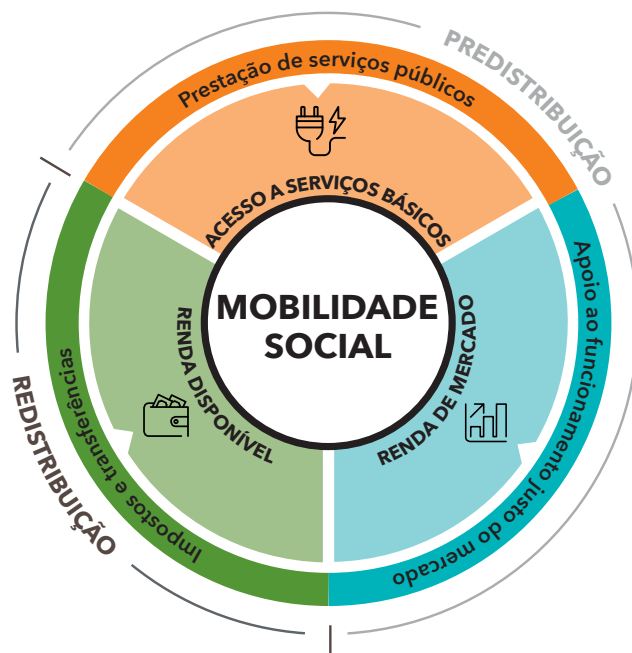 PREDISTRIBUIÇÃO
Prestação de serviços públicos
ACESSO A SERVIÇOS BÁSICOS
MOBILIDADE
SOCIAL
RENDA DISPONÍVEL
RENDA DE MERCADO
Impostos e transferências
Apoio ao funcionamento justo do mercado
REDISTRIBUIÇÃO